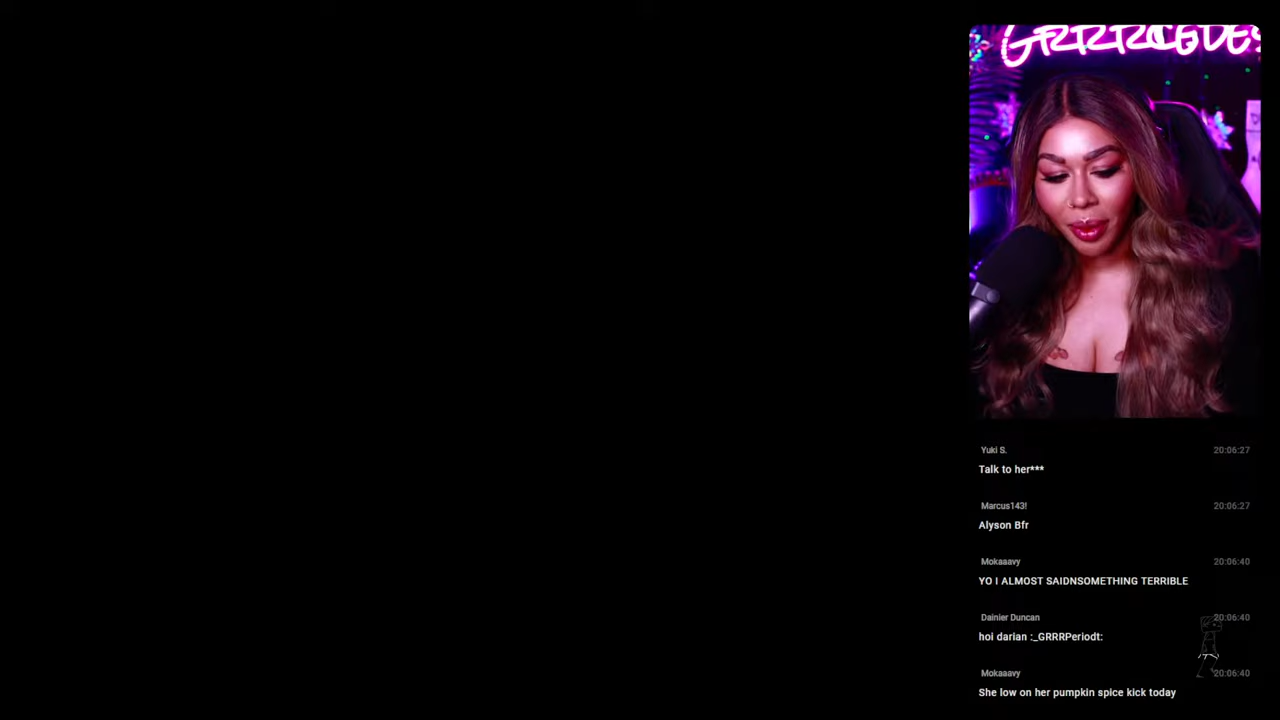 GRRRCEDES
Yuki S. 20:06:27
Talk to her***
Marcus143! 20:06:27
Alyson Bfr
Mokaaavy 20:06:40
YO I ALMOST SAIDNSOMETHING TERRIBLE
Dainier Duncan 20:06:40
hoi darian :_GRRRPeriodt:
Mokaaavy 20:06:40
She low on her pumpkin spice kick today